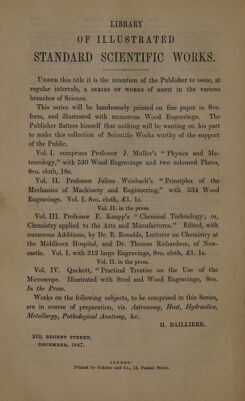 LIBRARY
OF ILLUSTRATED
STANDARD SCIENTIFIC WORKS.
Under this title it is the intention of the Publisher to issue, at
regular intervals, a series of works of merit in the various
branches of Science.
This series will be handsomely printed on fine paper in 8vo.
form, and illustrated with numerous Wood Engravings. The
Publisher flatters himself that nothing will be wanting on his part
to make this collection of Scientific Works worthy of the support
of the Public.
Vol. I. comprises Professor J. Muller's "Physics and Me-
teorology," with 530 Wood Engravings and two coloured Plates,
8vo. cloth, 18s.
Vol. II. Professor Julius Weisbach's "Principles of the
Mechanics of Machinery and Engineering," with 534 Wood
Engravings. Vol. I. 8vo. cloth, £1. 1s.
Vol. II. in the press.
Vol. III. Professor F. Knapp's "Chemical Technology; or,
Chemistry applied to the Arts and Manufactures." Edited, with
numerous Additions, by Dr. E. Ronalds, Lecturer on Chemistry at
the Middlesex Hospital, and Dr. Thomas Richardson, of New-
castle. Vol. I. with 212 large Engravings, 8vo. cloth, £1. 1s.
Vol. II. in the press.
Vol. IV. Quekett, "Practical Treatise on the Use of the
Microscope. Illustrated with Steel and Wood Engravings, 8vo.
In the Press.
Works on the following subjects, to be comprised in this Series,
are in course of preparation, viz. Astronomy, Heat, Hydraulics,
Metallurgy, Pathological Anatomy, &c.
H. BAILLIERE.
219, REGENT STREET,
DECEMBER, 1847.
LONDON:
Printed by Schulze and Co., 13, Poland Street.